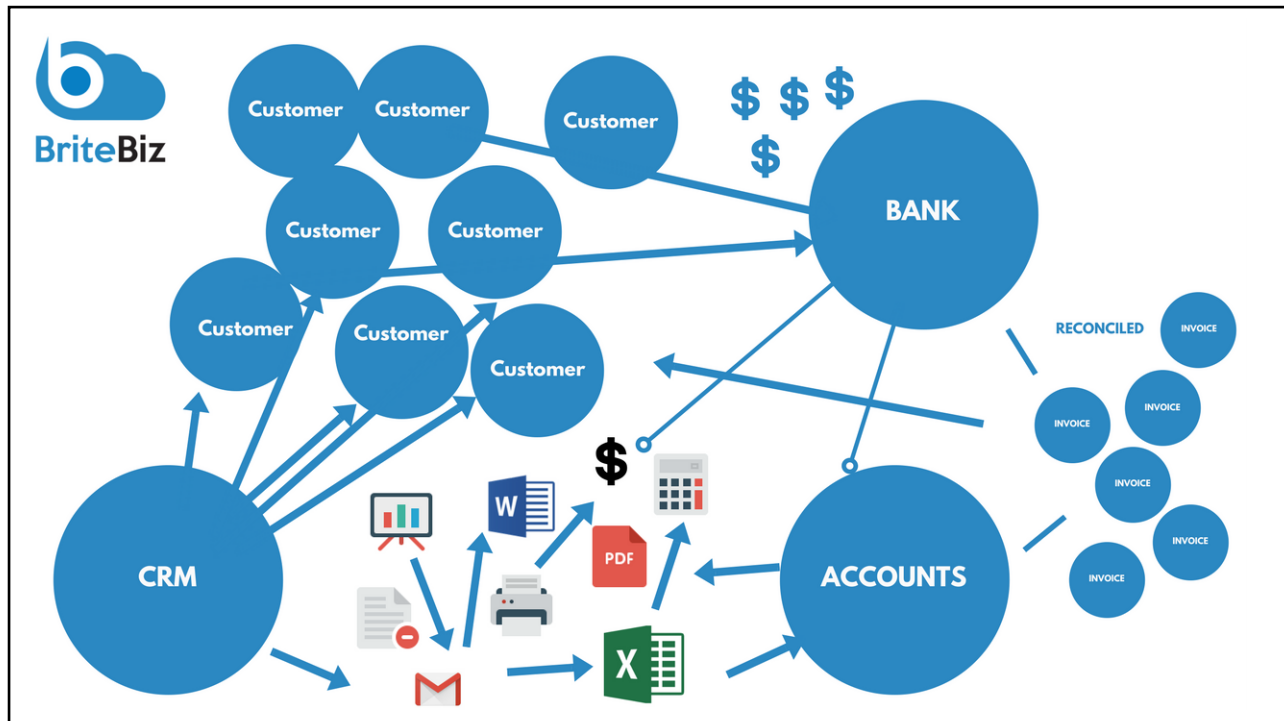 BriteBiz
Customer
Customer
Customer
$ $ $
$
BANK
Customer
Customer
Customer
Customer
Customer
RECONCILED
INVOICE
INVOICE
INVOICE
INVOICE
INVOICE
INVOICE
$
W
PDF
CRM
ACCOUNTS
X